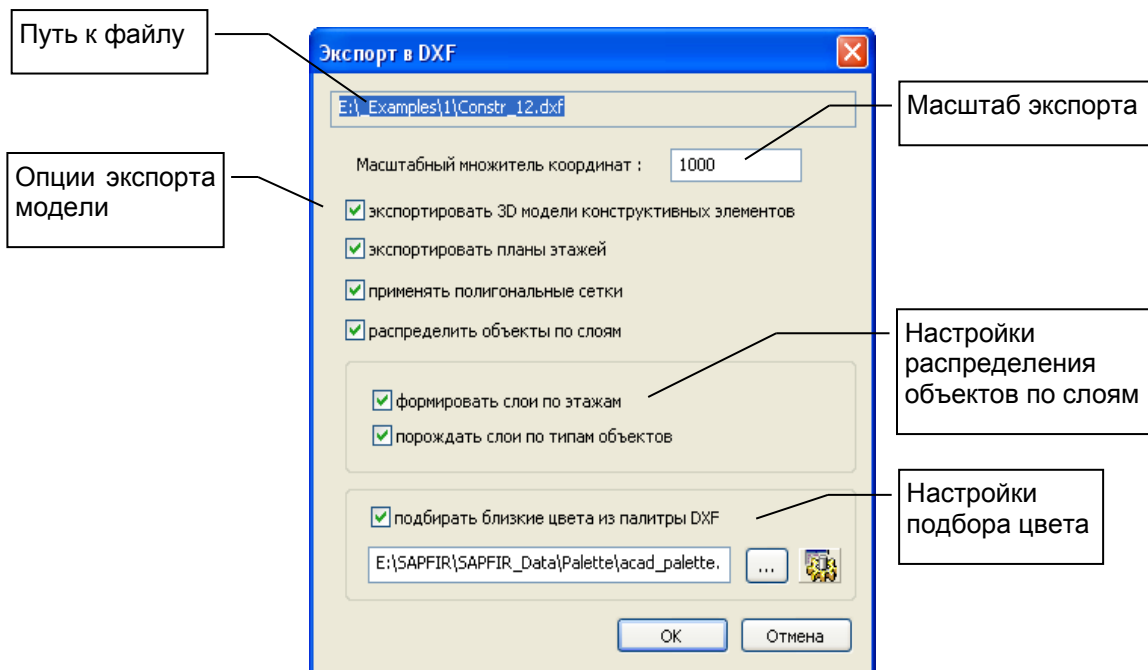 Путь к файлу
Экспорт в DXF
E:\_Examples\1\Constr_12.dxf
Масштаб экспорта
Масштабный множитель координат :
1000
Опции экспорта
модели
экспортировать 3D модели конструктивных элементов
экспортировать планы этажей
применять полигональные сетки
распределить объекты по слоям
Настройки
распределения
объектов по слоям
формировать слои по этажам
порождать слои по типам объектов
Настройки
подбора цвета
подбирать близкие цвета из палитры DXF
E:\SAPFIR\SAPFIR_Data\Palette\acad_palette.
...
OK
Отмена